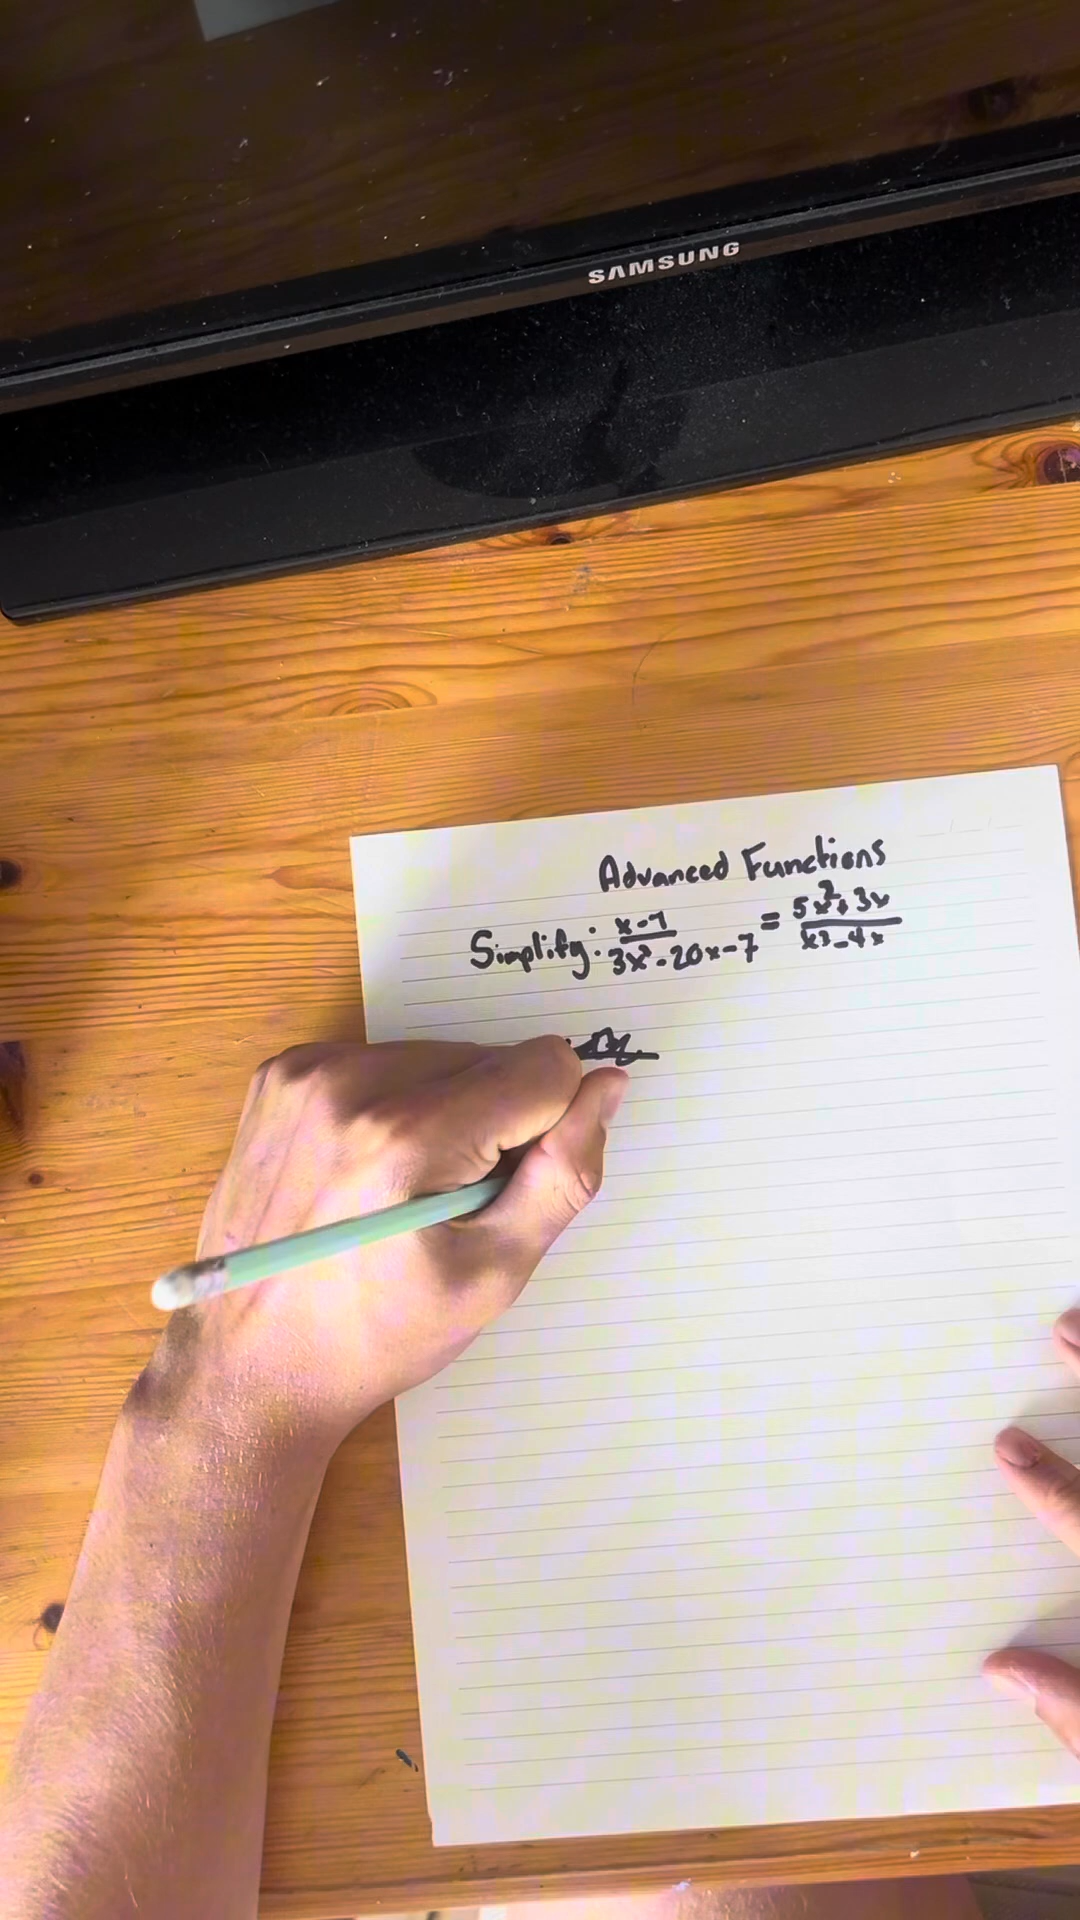 SAMSUNG
Advanced Functions
Simplify: x-7/3x²-20x-7 = 5x²+3x/x³-4x